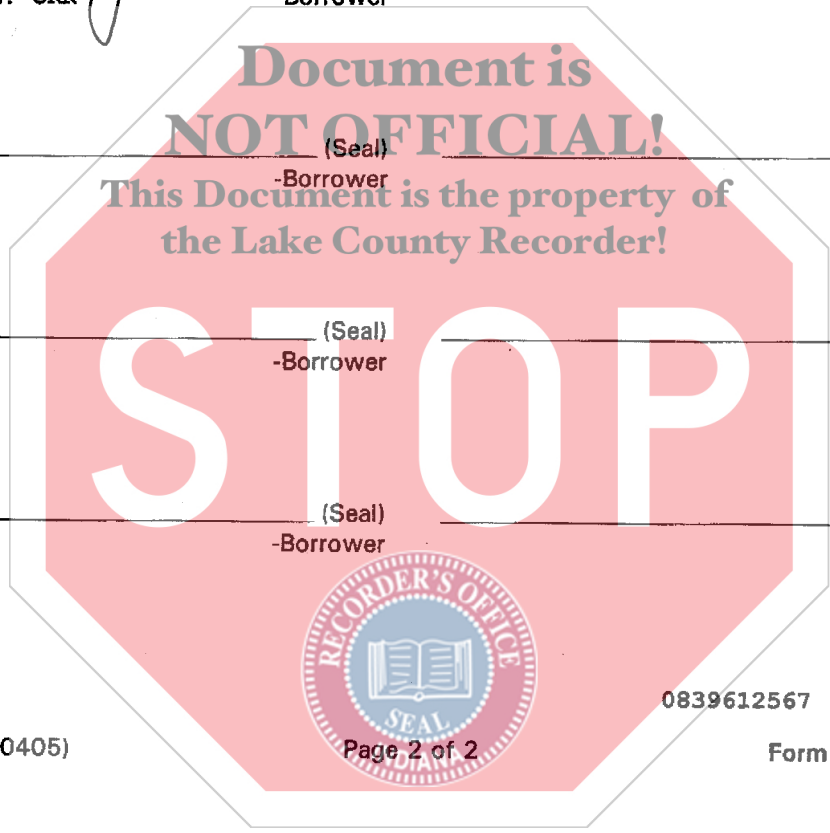 Borrower
Document is
NOT OFFICIAL!
(Seal)
-Borrower
This Document is the property of
the Lake County Recorder!
STOP
(Seal)
-Borrower
(Seal)
-Borrower
RECORDER'S OFFICE
SEAL
INDIANA
0839612567
0405)
Page 2 of 2
Form